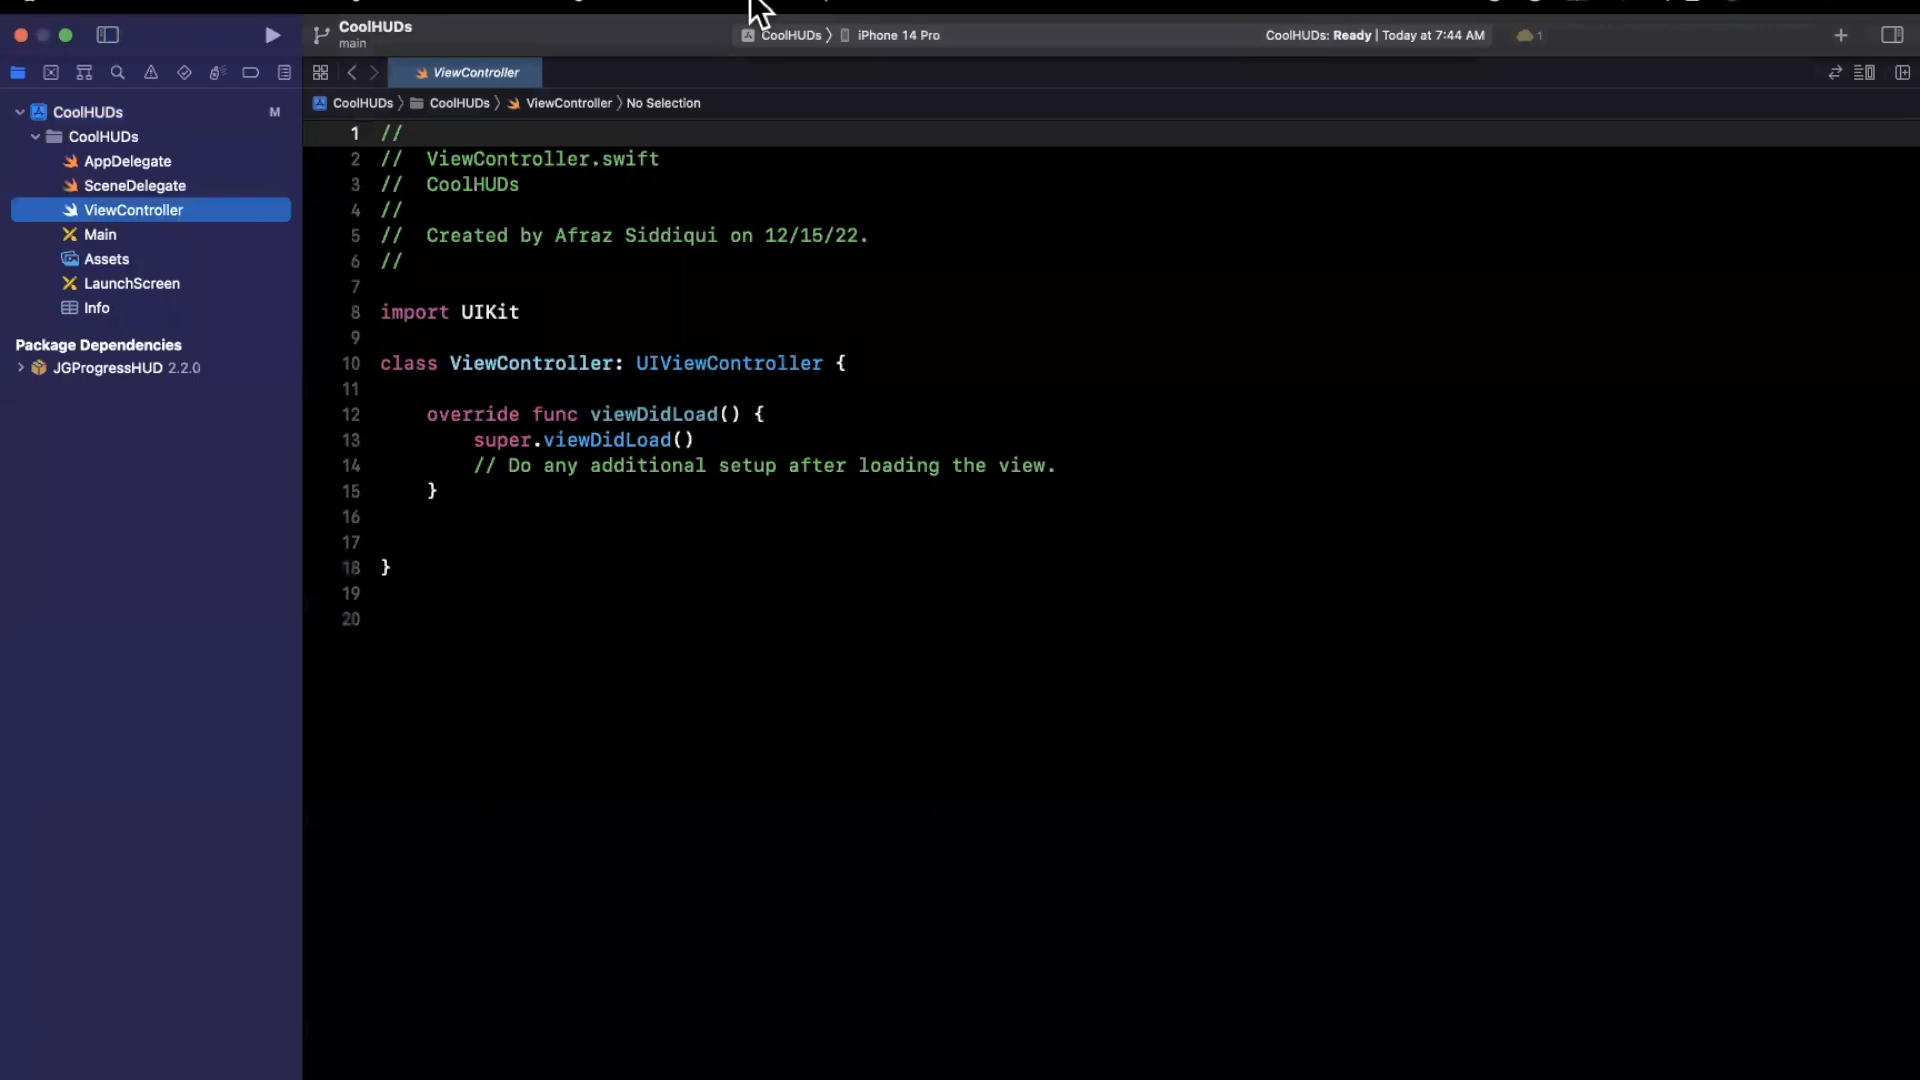 CoolHUDs
main
CoolHUDs
iPhone 14 Pro
CoolHUDs: Ready | Today at 7:44 AM
1
ViewController
CoolHUDs
CoolHUDs
ViewController
No Selection
CoolHUDs
M
CoolHUDs
AppDelegate
SceneDelegate
ViewController
Main
Assets
LaunchScreen
Info
Package Dependencies
JGProgressHUD 2.2.0
1 //
2 // ViewController.swift
3 // CoolHUDs
4 //
5 // Created by Afraz Siddiqui on 12/15/22.
6 //
7
8 import UIKit
9
10 class ViewController: UIViewController {
11
12 override func viewDidLoad() {
13 super.viewDidLoad()
14 // Do any additional setup after loading the view.
15 }
16
17
18 }
19
20